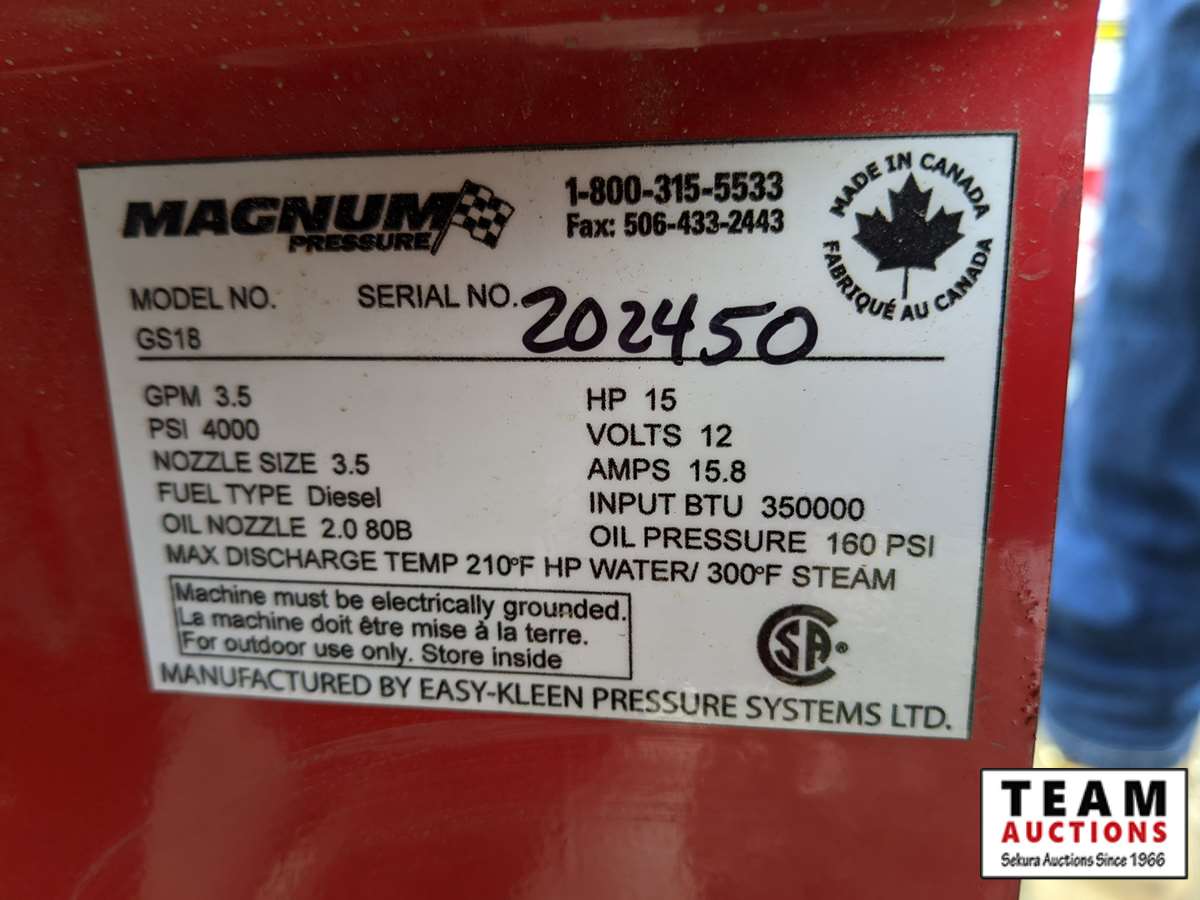 MAGNUM
PRESSURE
1-800-315-5533
Fax: 506-433-2443
MADE IN CANADA
FABRIQUÉ AU CANADA
MODEL NO. SERIAL NO. 202450
GS18
GPM 3.5 HP 15
PSI 4000 VOLTS 12
NOZZLE SIZE 3.5 AMPS 15.8
FUEL TYPE Diesel INPUT BTU 350000
OIL NOZZLE 2.0 80B OIL PRESSURE 160 PSI
MAX DISCHARGE TEMP 210°F HP WATER/ 300°F STEAM
Machine must be electrically grounded.
La machine doit être mise à la terre.
For outdoor use only. Store inside
CSA®
MANUFACTURED BY EASY-KLEEN PRESSURE SYSTEMS LTD.
TEAM
AUCTIONS
Sekura Auctions Since 1966